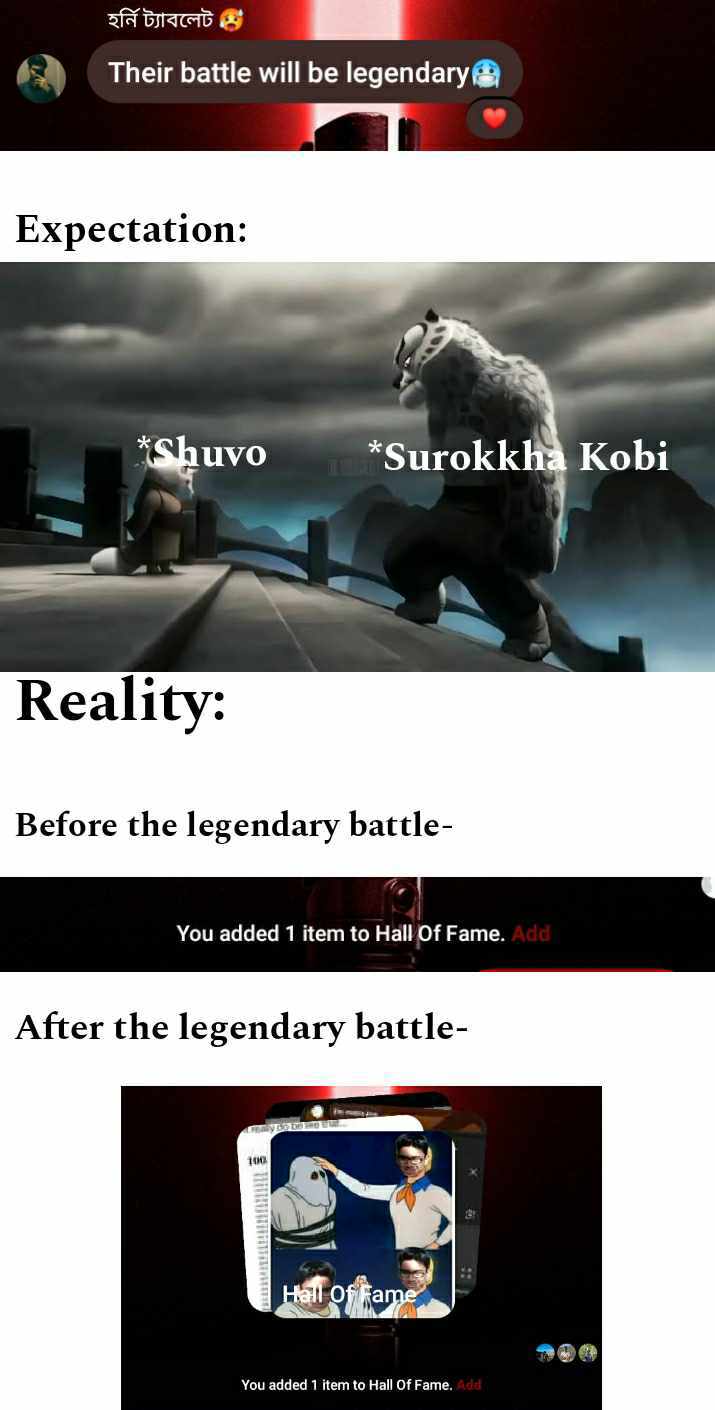 হর্নি ট্যাবলেট 🥵
Their battle will be legendary🥶
Expectation:
*Shuvo
*Surokkha Kobi
Reality:
Before the legendary battle-
You added 1 item to Hall Of Fame. Add
After the legendary battle-
Hall Of Fame
You added 1 item to Hall Of Fame. Add